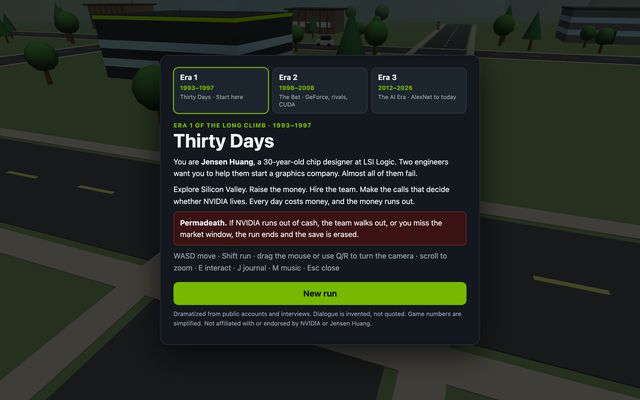 Era 1
1993–1997
Thirty Days · Start here
Era 2
1998–2008
The Bet · GeForce, rivals,
CUDA
Era 3
2012–2026
The AI Era · AlexNet to today
ERA 1 OF THE LONG CLIMB · 1993–1997
Thirty Days
You are Jensen Huang, a 30-year-old chip designer at LSI Logic. Two engineers
want you to help them start a graphics company. Almost all of them fail.
Explore Silicon Valley. Raise the money. Hire the team. Make the calls that decide
whether NVIDIA lives. Every day costs money, and the money runs out.
Permadeath. If NVIDIA runs out of cash, the team walks out, or you miss the
market window, the run ends and the save is erased.
WASD move · Shift run · drag the mouse or use Q/R to turn the camera · scroll to
zoom · E interact · J journal · M music · Esc close
New run
Dramatized from public accounts and interviews. Dialogue is invented, not quoted. Game numbers are
simplified. Not affiliated with or endorsed by NVIDIA or Jensen Huang.